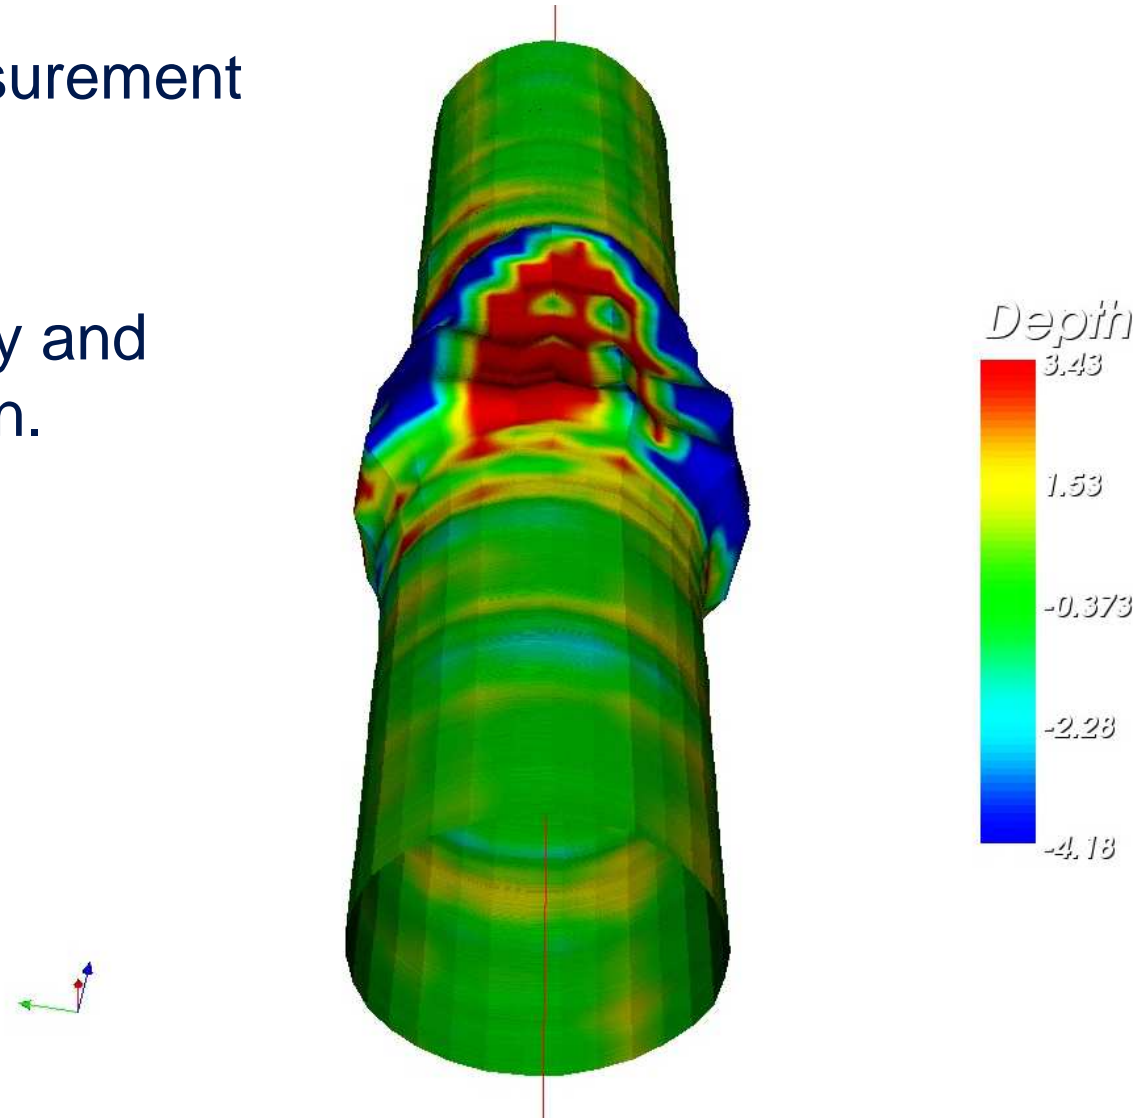 surement
y and
n.
Depth
3.43
1.53
-0.373
-2.28
-4.18